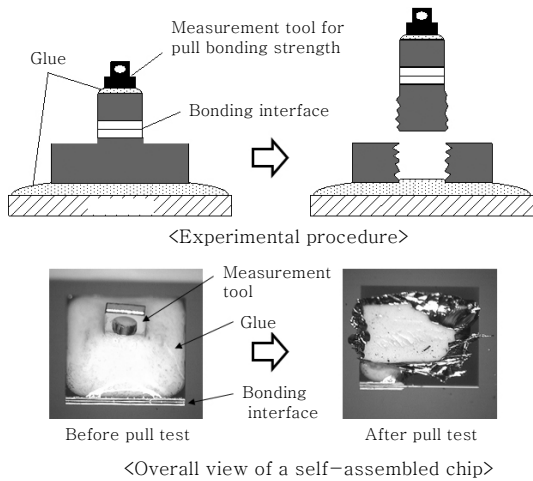 Measurement tool for
pull bonding strength
Glue
Bonding interface
<Experimental procedure>
Measurement
tool
Glue
Bonding
interface
Before pull test
After pull test
<Overall view of a self-assembled chip>